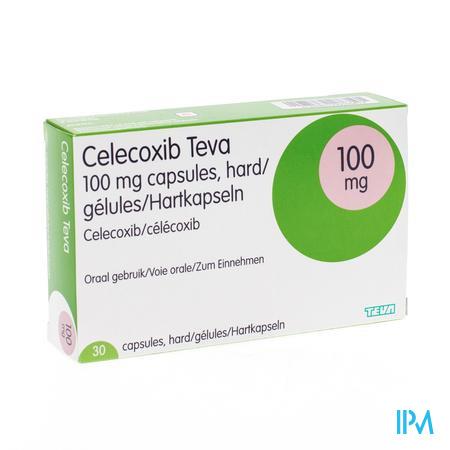 Celecoxib Teva
100 mg capsules, hard/
gélules/Hartkapseln
Celecoxib/célécoxib
Oraal gebruik/Voie orale/Zum Einnehmen
30 capsules, hard/gélules/Hartkapseln
100
mg
TEVA
Celecoxib Teva
100
mg
IPM